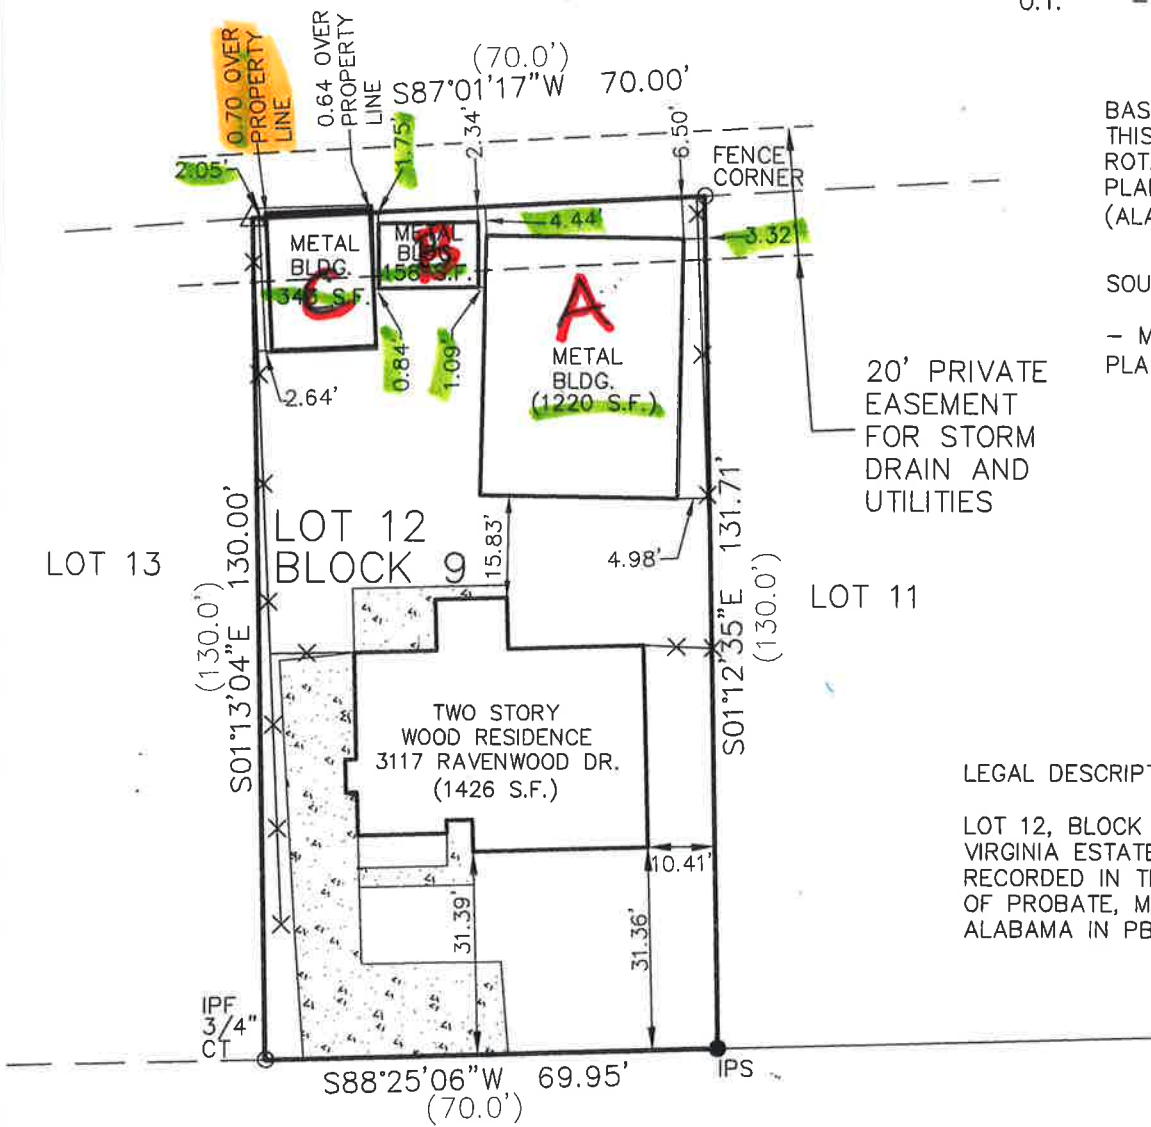 U.T.
0.70 OVER
PROPERTY
LINE
0.64 OVER
PROPERTY
LINE
(70.0')
S87°01'17"W 70.00'
2.05'
1.75'
2.34'
6.50'
FENCE
CORNER
4.44'
3.32'
METAL
BLDG.
S.F.
C
METAL
BLDG.
158 S.F.
B
A
METAL
BLDG.
(1220 S.F.)
0.84'
1.09'
2.64'
20' PRIVATE
EASEMENT
FOR STORM
DRAIN AND
UTILITIES
BAS
THIS
ROT
PLA
(ALA
SOU
– M
PLA
LOT 13
LOT 12
BLOCK 9
15.83'
4.98'
LOT 11
S01°13'04"E 130.00'
(130.0')
S01°12'35"E 131.71'
(130.0')
TWO STORY
WOOD RESIDENCE
3117 RAVENWOOD DR.
(1426 S.F.)
10.41'
31.39'
31.36'
LEGAL DESCRIPT
LOT 12, BLOCK
VIRGINIA ESTATE
RECORDED IN T
OF PROBATE, M
ALABAMA IN PB
IPF
3/4"
CT
S88°25'06"W 69.95'
(70.0')
IPS